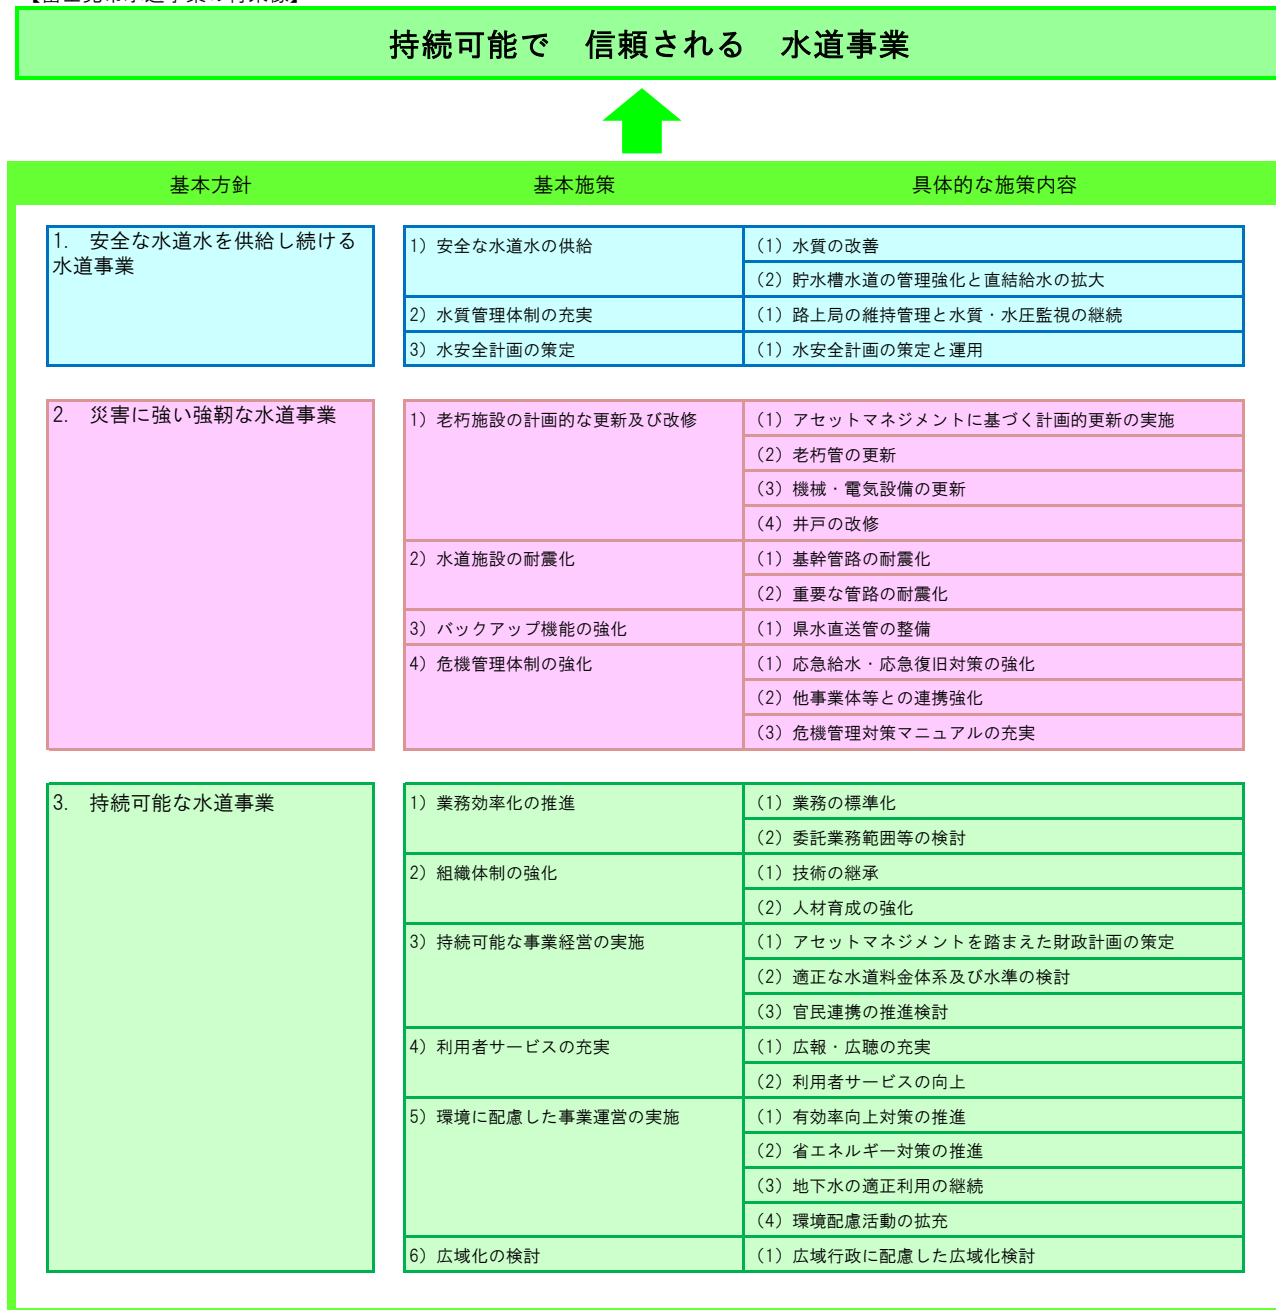 【富士見市水道事業の将来像】
持続可能で　信頼される　水道事業
基本方針　基本施策　具体的な施策内容
1.　安全な水道水を供給し続ける
水道事業
1）安全な水道水の供給
（1）水質の改善
（2）貯水槽水道の管理強化と直結給水の拡大
2）水質管理体制の充実
（1）路上局の維持管理と水質・水圧監視の継続
3）水安全計画の策定
（1）水安全計画の策定と運用
2.　災害に強い強靭な水道事業
1）老朽施設の計画的な更新及び改修
（1）アセットマネジメントに基づく計画的更新の実施
（2）老朽管の更新
（3）機械・電気設備の更新
（4）井戸の改修
2）水道施設の耐震化
（1）基幹管路の耐震化
（2）重要な管路の耐震化
3）バックアップ機能の強化
（1）県水直送管の整備
4）危機管理体制の強化
（1）応急給水・応急復旧対策の強化
（2）他事業体等との連携強化
（3）危機管理対策マニュアルの充実
3.　持続可能な水道事業
1）業務効率化の推進
（1）業務の標準化
（2）委託業務範囲等の検討
2）組織体制の強化
（1）技術の継承
（2）人材育成の強化
3）持続可能な事業経営の実施
（1）アセットマネジメントを踏まえた財政計画の策定
（2）適正な水道料金体系及び水準の検討
（3）官民連携の推進検討
4）利用者サービスの充実
（1）広報・広聴の充実
（2）利用者サービスの向上
5）環境に配慮した事業運営の実施
（1）有効率向上対策の推進
（2）省エネルギー対策の推進
（3）地下水の適正利用の継続
（4）環境配慮活動の拡充
6）広域化の検討
（1）広域行政に配慮した広域化検討